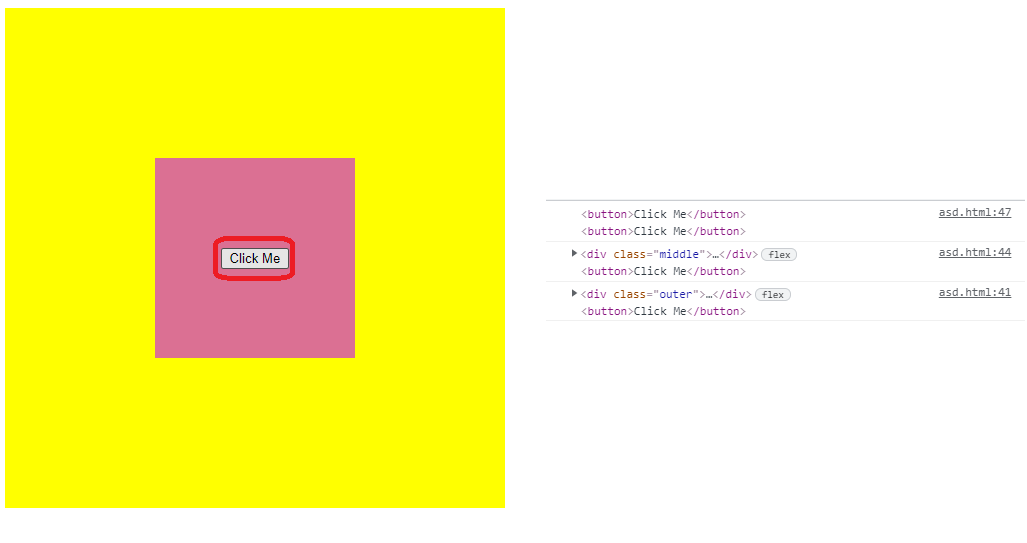 Click Me
<button>Click Me</button> asd.html:47
<button>Click Me</button>
<div class="middle">…</div> flex asd.html:44
<button>Click Me</button>
<div class="outer">…</div> flex asd.html:41
<button>Click Me</button>